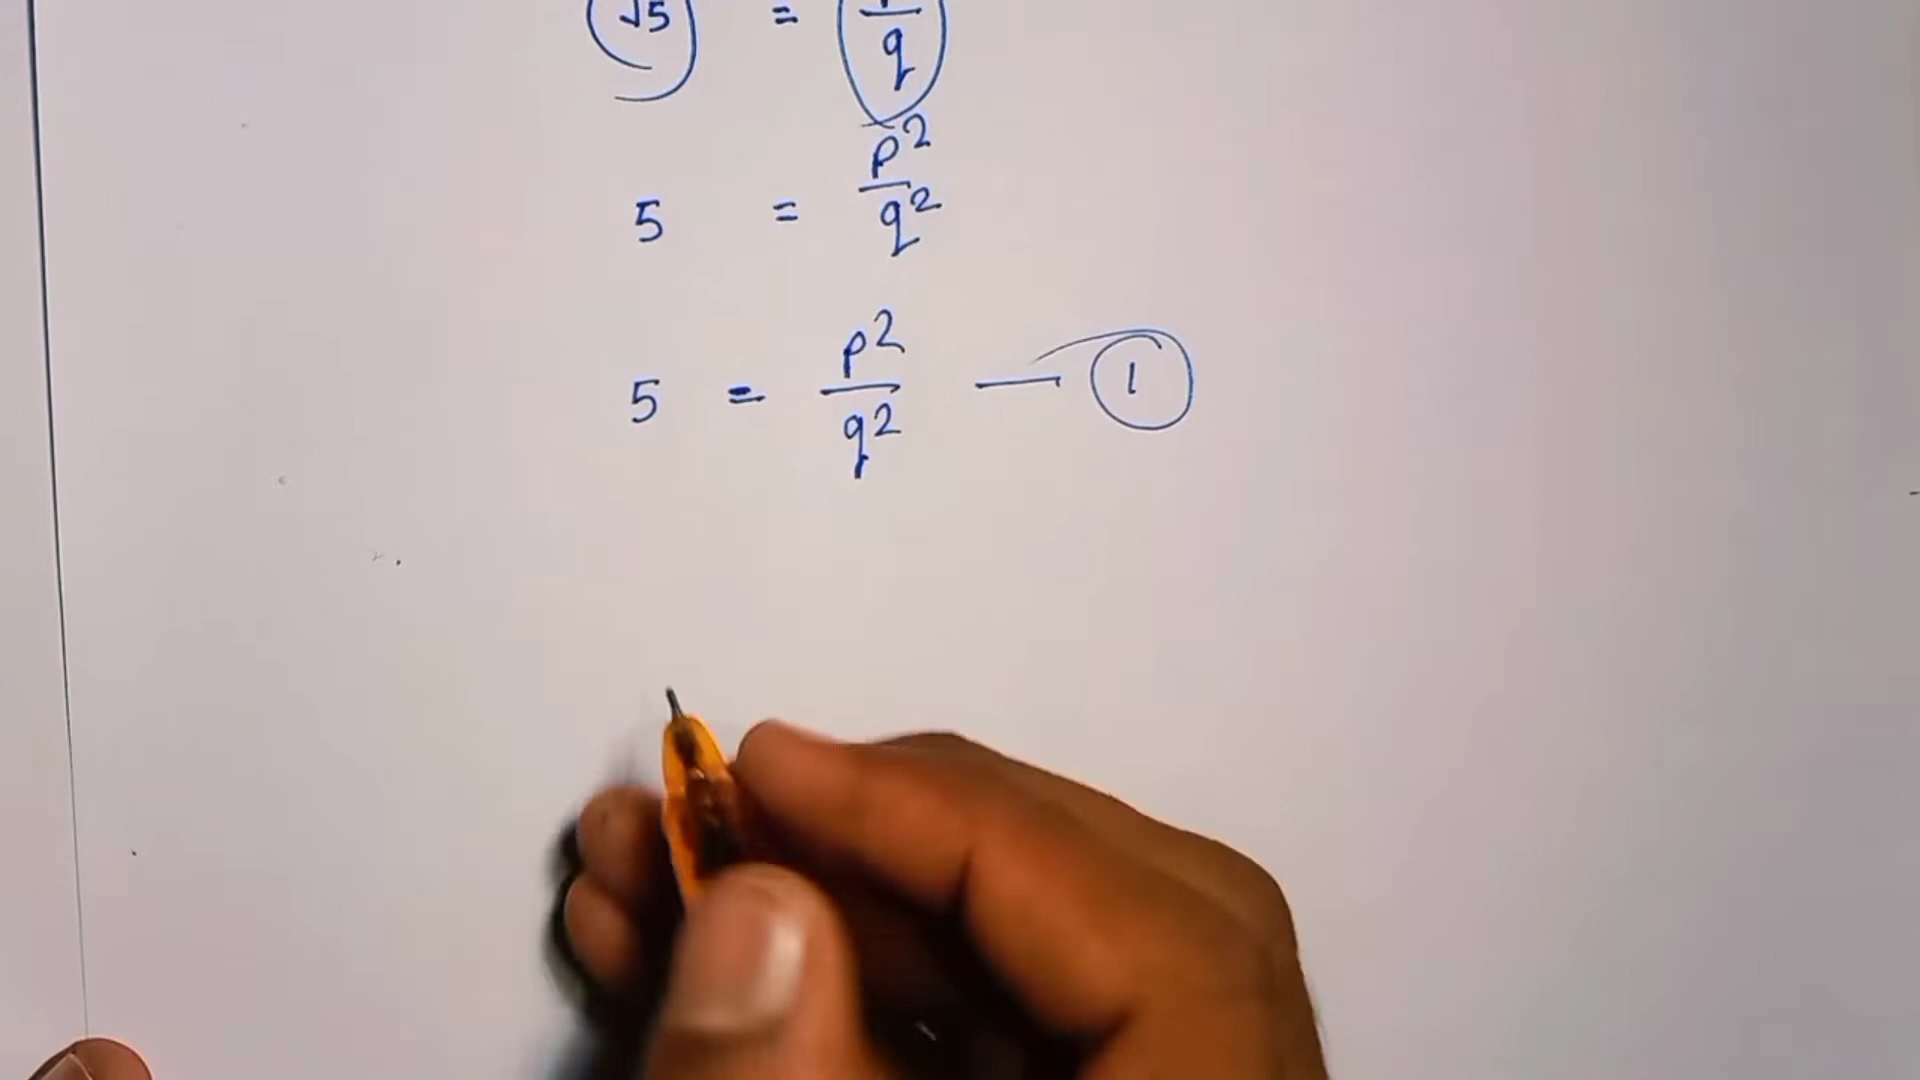 √5 = p/q
5 = p²/q²
5 = p²/q² — ①